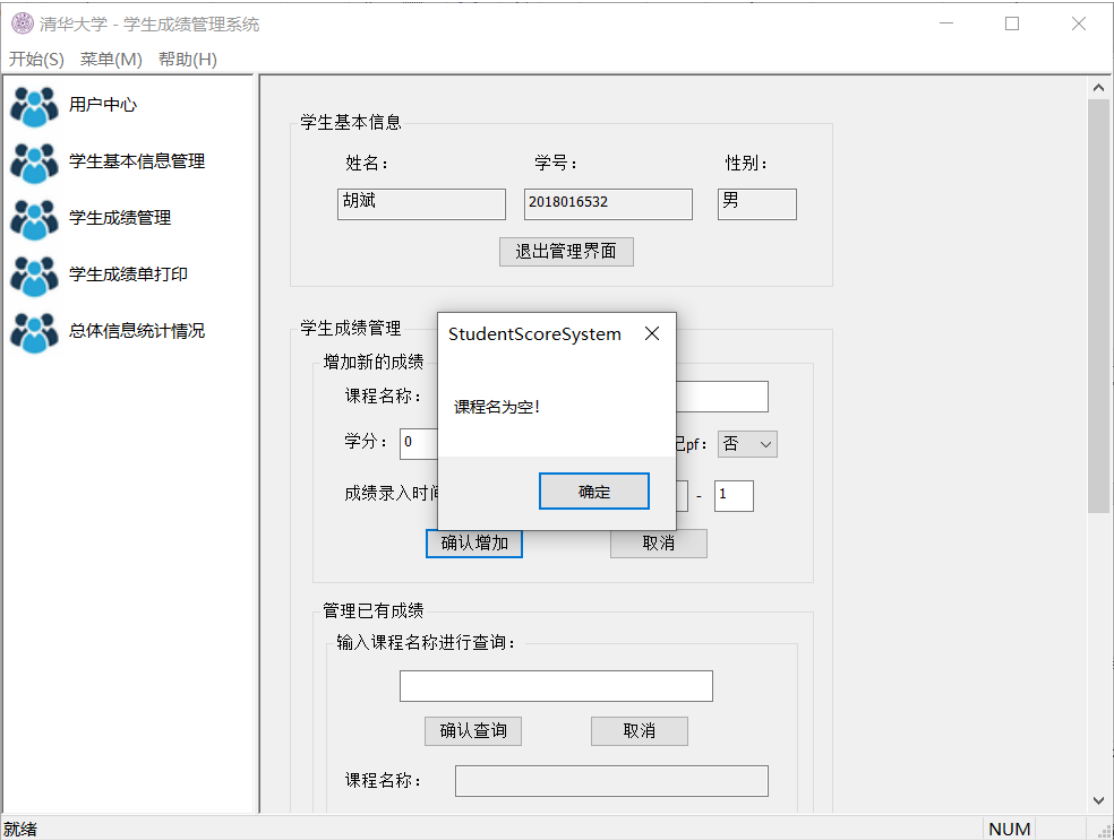 清华大学 - 学生成绩管理系统
开始(S) 菜单(M) 帮助(H)
用户中心
学生基本信息管理
学生成绩管理
学生成绩单打印
总体信息统计情况
学生基本信息
姓名： 学号： 性别：
胡斌 2018016532 男
退出管理界面
学生成绩管理
增加新的成绩
课程名称：
学分： 0
pf： 否
成绩录入时间
- 1
确认增加 取消
StudentScoreSystem
课程名为空!
确定
管理已有成绩
输入课程名称进行查询：
确认查询 取消
课程名称：
就绪 NUM